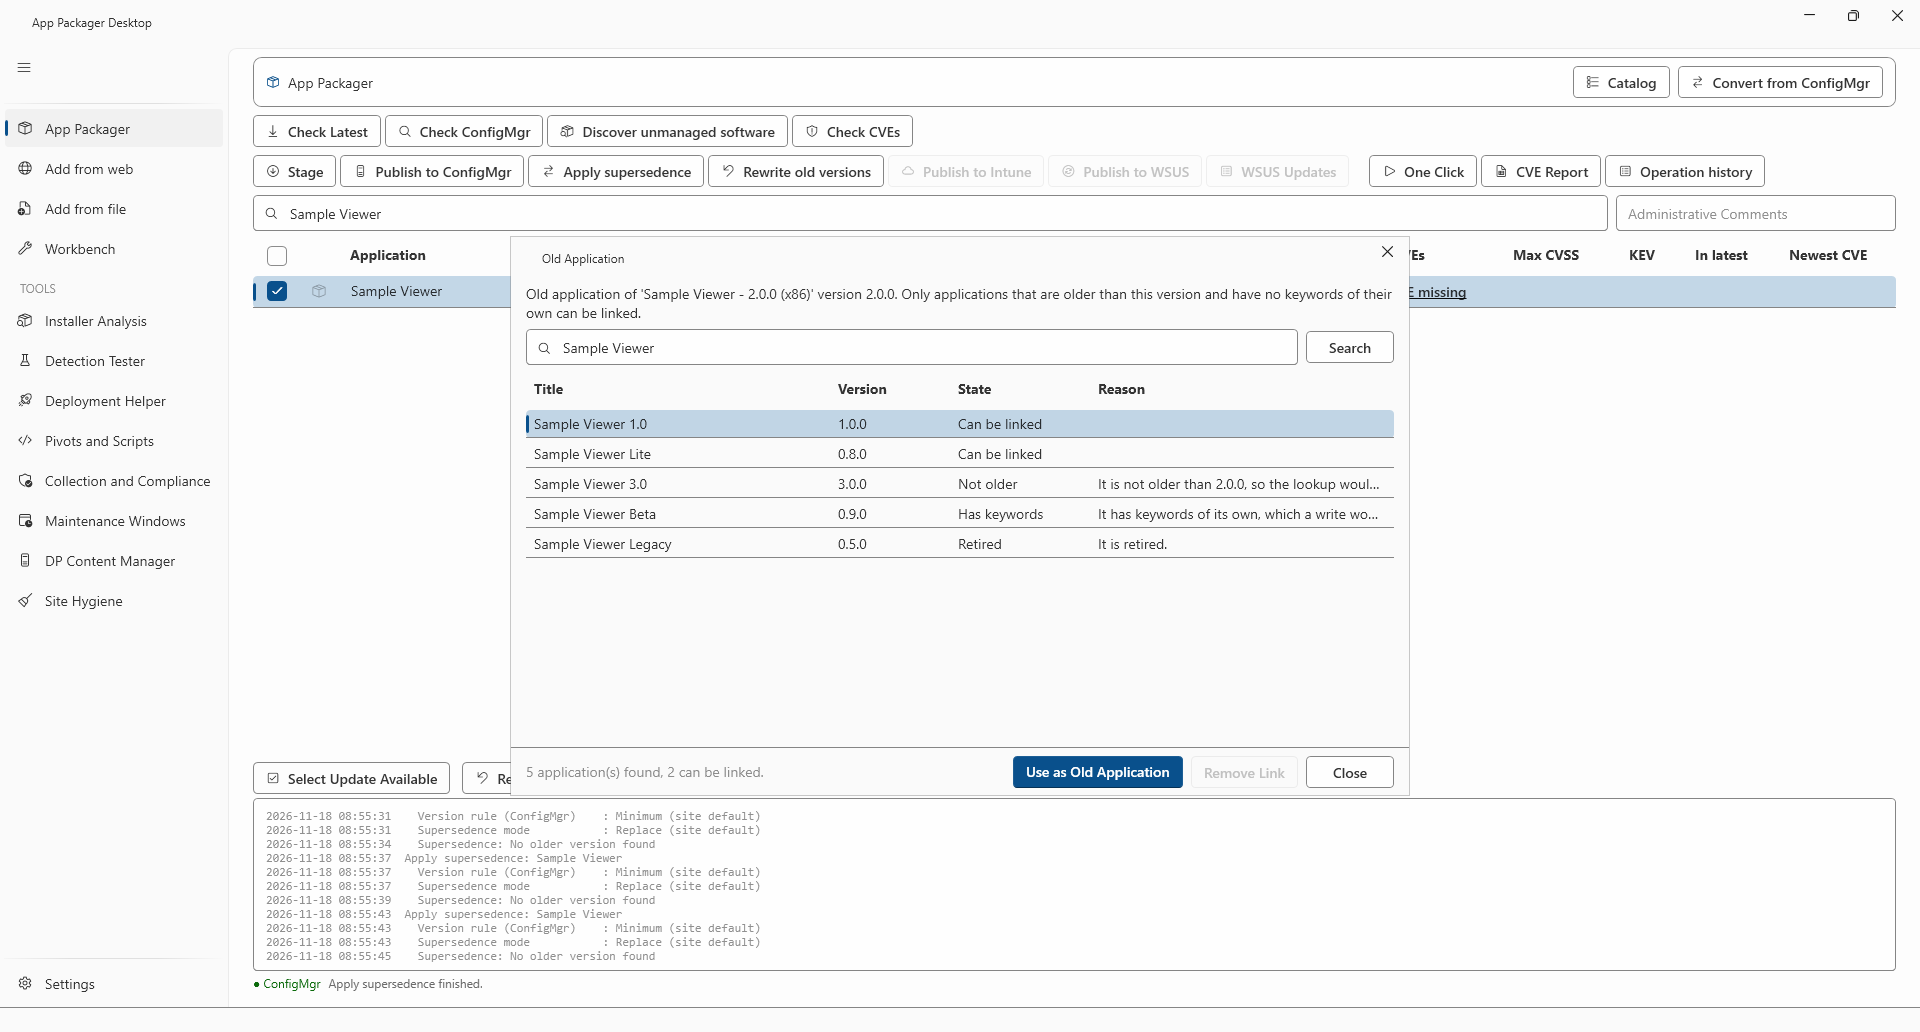 App Packager Desktop
App Packager
Catalog
Convert from ConfigMgr
App Packager
Add from web
Add from file
Workbench
TOOLS
Installer Analysis
Detection Tester
Deployment Helper
Pivots and Scripts
Collection and Compliance
Maintenance Windows
DP Content Manager
Site Hygiene
Settings
Check Latest
Check ConfigMgr
Discover unmanaged software
Check CVEs
Stage
Publish to ConfigMgr
Apply supersedence
Rewrite old versions
Publish to Intune
Publish to WSUS
WSUS Updates
One Click
CVE Report
Operation history
Sample Viewer
Administrative Comments
Application
Max CVSS
KEV
In latest
Newest CVE
Sample Viewer
missing
Old Application
Old application of 'Sample Viewer - 2.0.0 (x86)' version 2.0.0. Only applications that are older than this version and have no keywords of their
own can be linked.
Sample Viewer
Search
Title Version State Reason
Sample Viewer 1.0 1.0.0 Can be linked
Sample Viewer Lite 0.8.0 Can be linked
Sample Viewer 3.0 3.0.0 Not older It is not older than 2.0.0, so the lookup woul...
Sample Viewer Beta 0.9.0 Has keywords It has keywords of its own, which a write wo...
Sample Viewer Legacy 0.5.0 Retired It is retired.
5 application(s) found, 2 can be linked.
Use as Old Application
Remove Link
Close
Select Update Available
Re
2026-11-18 08:55:31 Version rule (ConfigMgr) : Minimum (site default)
2026-11-18 08:55:31 Supersedence mode : Replace (site default)
2026-11-18 08:55:34 Supersedence: No older version found
2026-11-18 08:55:37 Apply supersedence: Sample Viewer
2026-11-18 08:55:37 Version rule (ConfigMgr) : Minimum (site default)
2026-11-18 08:55:37 Supersedence mode : Replace (site default)
2026-11-18 08:55:39 Supersedence: No older version found
2026-11-18 08:55:43 Apply supersedence: Sample Viewer
2026-11-18 08:55:43 Version rule (ConfigMgr) : Minimum (site default)
2026-11-18 08:55:43 Supersedence mode : Replace (site default)
2026-11-18 08:55:45 Supersedence: No older version found
ConfigMgr Apply supersedence finished.